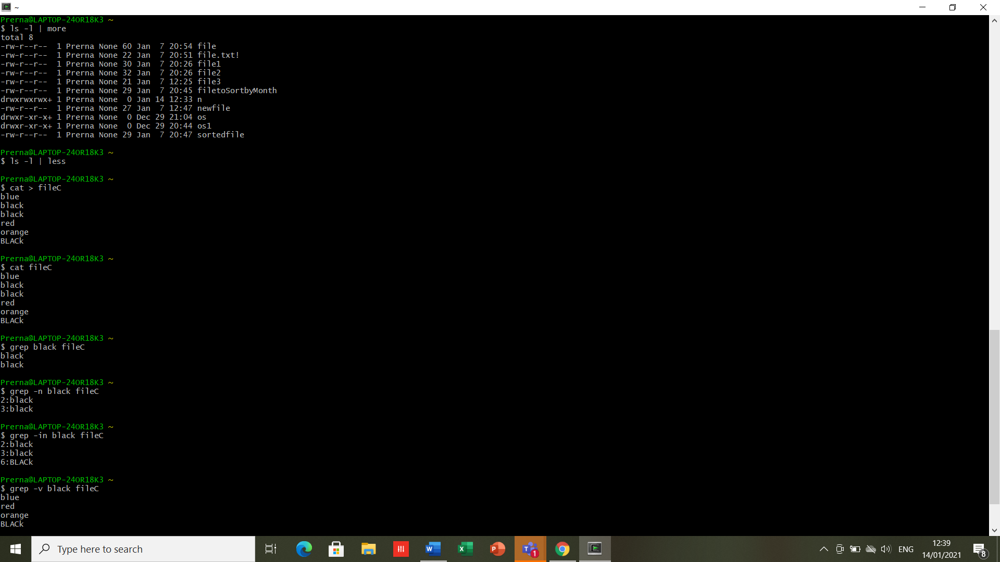 ~
Prerna@LAPTOP-24OR18K3 ~
$ ls -l | more
total 8
-rw-r--r--  1 Prerna None 60 Jan  7 20:54 file
-rw-r--r--  1 Prerna None 22 Jan  7 20:51 file.txt!
-rw-r--r--  1 Prerna None 30 Jan  7 20:26 file1
-rw-r--r--  1 Prerna None 32 Jan  7 20:26 file2
-rw-r--r--  1 Prerna None 21 Jan  7 12:25 file3
-rw-r--r--  1 Prerna None 29 Jan  7 20:45 filetoSortbyMonth
drwxrwxrwx+ 1 Prerna None  0 Jan 14 12:33 n
-rw-r--r--  1 Prerna None 27 Jan  7 12:47 newfile
drwxr-xr-x+ 1 Prerna None  0 Dec 29 21:04 os
drwxr-xr-x+ 1 Prerna None  0 Dec 29 20:44 os1
-rw-r--r--  1 Prerna None 29 Jan  7 20:47 sortedfile
Prerna@LAPTOP-24OR18K3 ~
$ ls -l | less
Prerna@LAPTOP-24OR18K3 ~
$ cat > fileC
blue
black
black
red
orange
BLACk
Prerna@LAPTOP-24OR18K3 ~
$ cat fileC
blue
black
black
red
orange
BLACk
Prerna@LAPTOP-24OR18K3 ~
$ grep black fileC
black
black
Prerna@LAPTOP-24OR18K3 ~
$ grep -n black fileC
2:black
3:black
Prerna@LAPTOP-24OR18K3 ~
$ grep -in black fileC
2:black
3:black
6:BLACk
Prerna@LAPTOP-24OR18K3 ~
$ grep -v black fileC
blue
red
orange
BLACk
Type here to search
W
X
P
T
1
ENG
12:39
14/01/2021
8